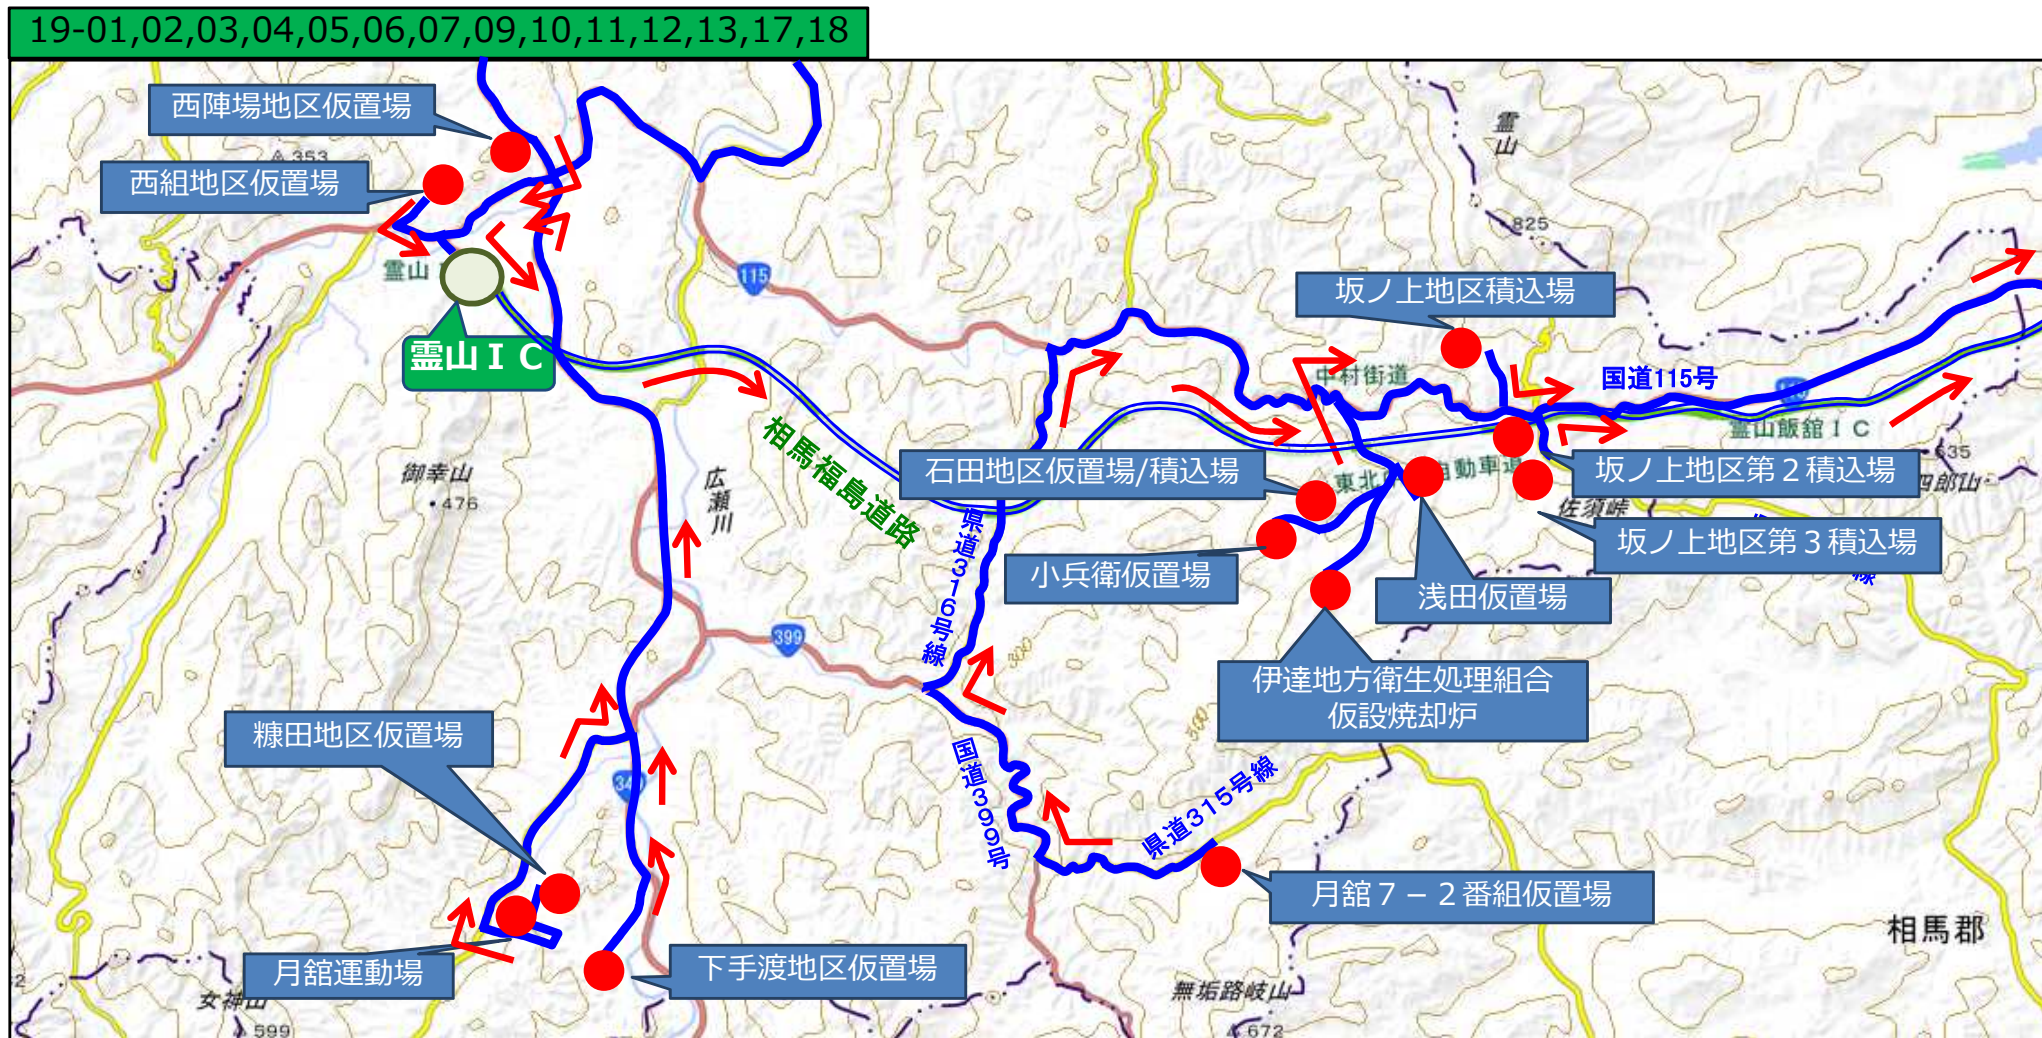 19-01,02,03,04,05,06,07,09,10,11,12,13,17,18
西陣場地区仮置場
353
西組地区仮置場
霊山
霊山ＩＣ
115
霊山
825
坂ノ上地区積込場
中村街道
国道115号
霊山飯舘ＩＣ
相馬福島道路
広瀬川
御幸山
476
石田地区仮置場/積込場
東北
自動車道
坂ノ上地区第２積込場
635
四郎山
佐須峠
坂ノ上地区第３積込場
線
県道316号線
小兵衛仮置場
浅田仮置場
399
300
伊達地方衛生処理組合
仮設焼却炉
500
糠田地区仮置場
国道399号
県道315号線
月舘７－２番組仮置場
相馬郡
月舘運動場
下手渡地区仮置場
女神山
599
無垢路岐山
672